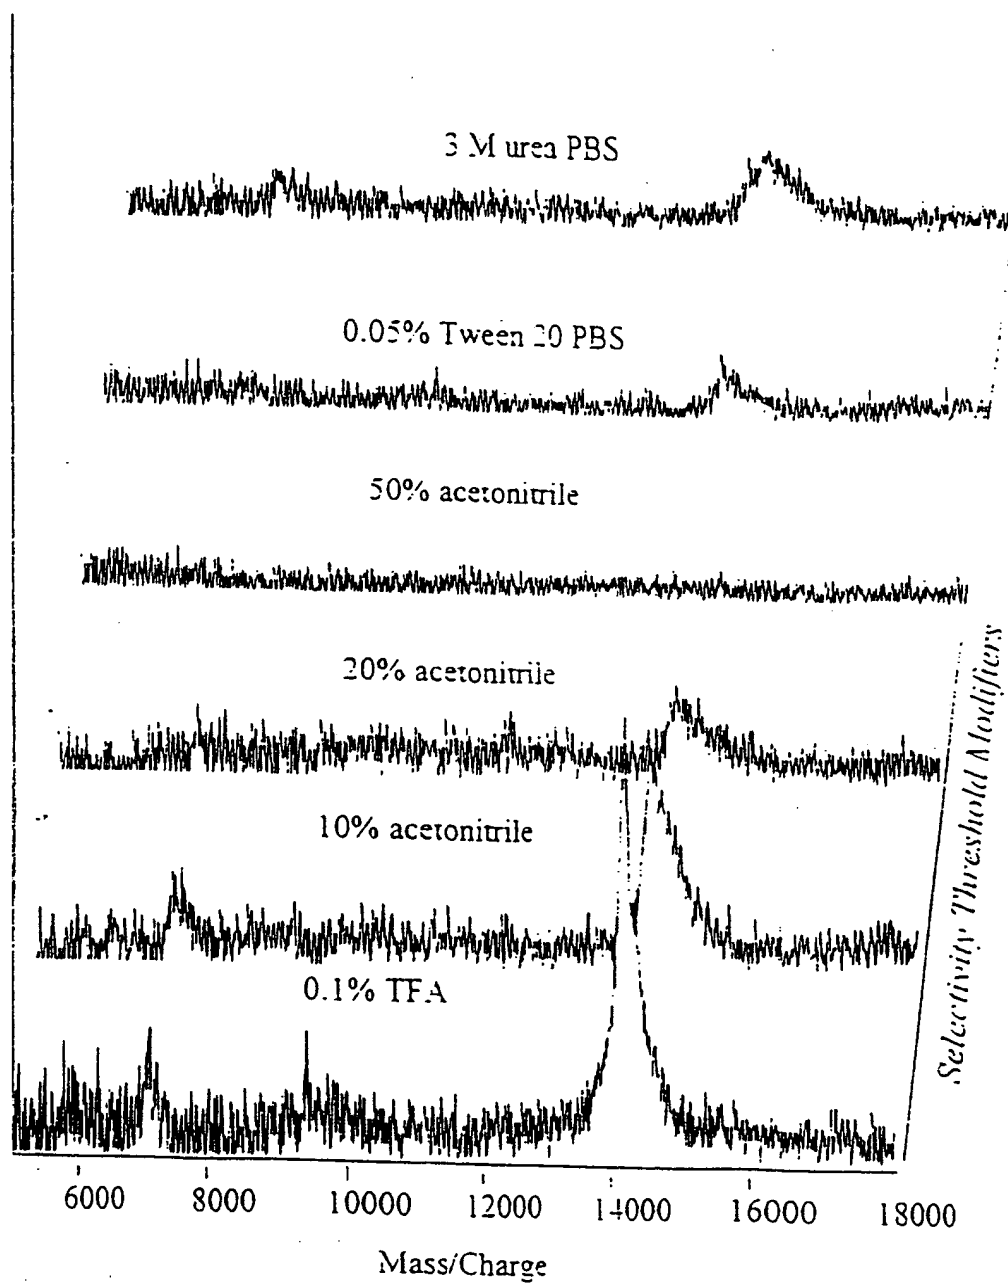 3 M urea PBS
0.05% Tween 20 PBS
50% acetonitrile
20% acetonitrile
10% acetonitrile
0.1% TFA
Selectivity Threshold Modifiers
6000 8000 10000 12000 14000 16000 18000
Mass/Charge